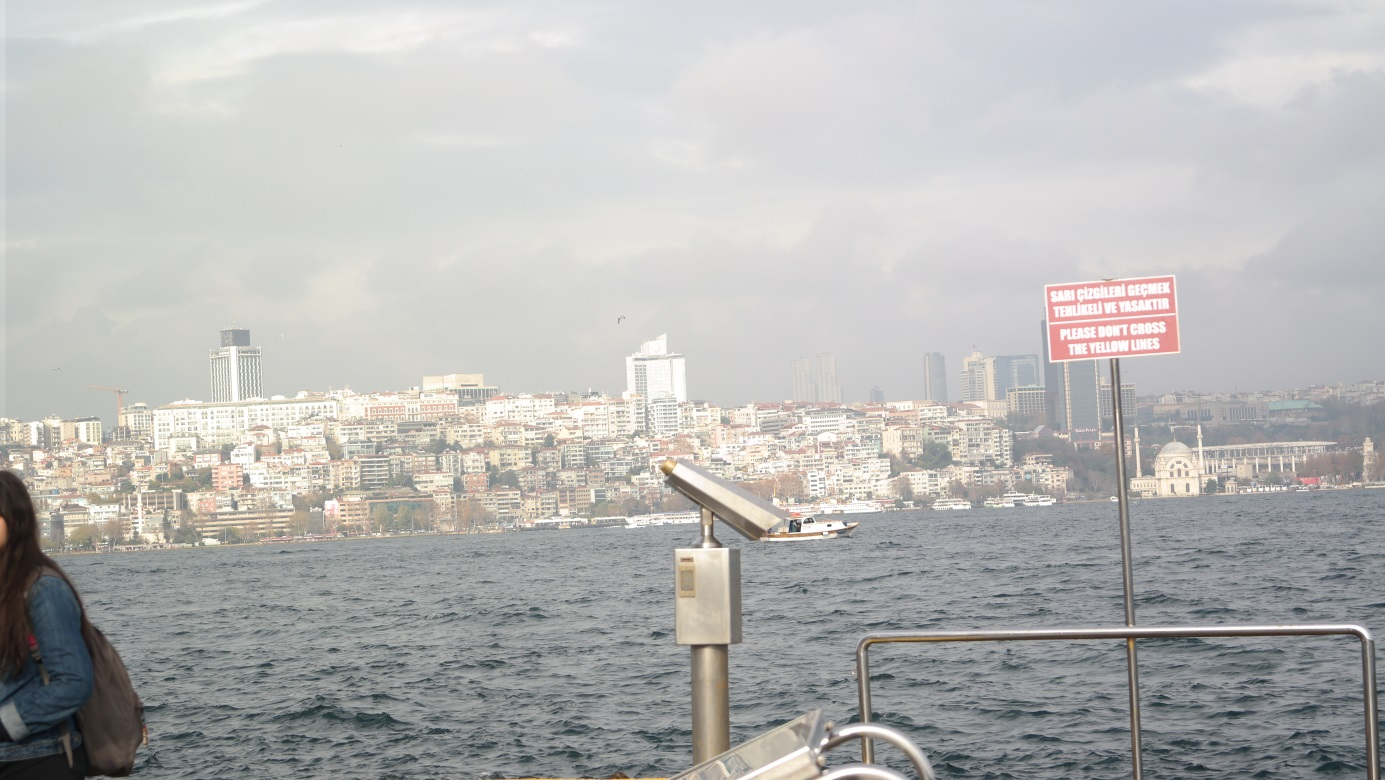 SARI ÇİZGİLERİ GEÇMEK
TEHLİKELİ VE YASAKTIR
PLEASE DON'T CROSS
THE YELLOW LINES